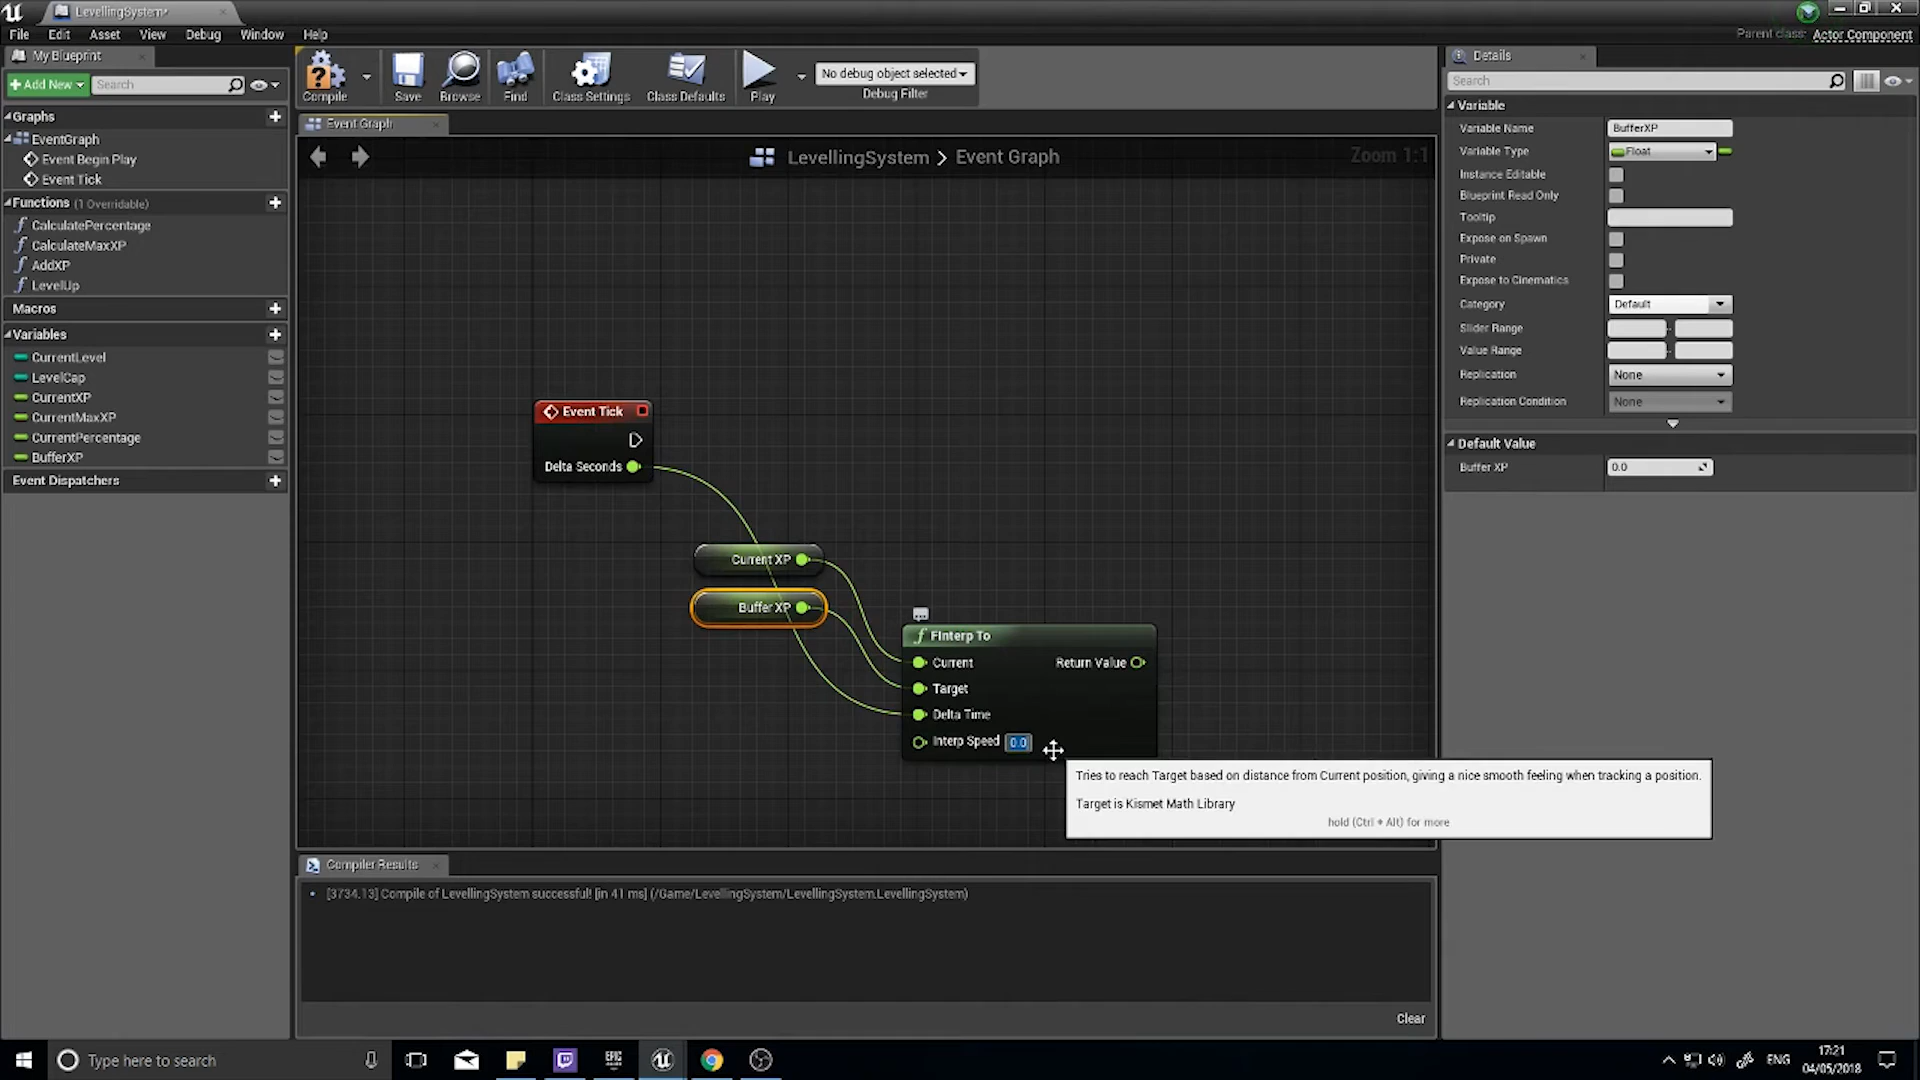 LevellingSystem*
File Edit Asset View Debug Window Help
Parent class: Actor Component
My Blueprint
Add New Search
Graphs
EventGraph
Event Begin Play
Event Tick
Functions (1 Overridable)
CalculatePercentage
CalculateMaxXP
AddXP
LevelUp
Macros
Variables
CurrentLevel
LevelCap
CurrentXP
CurrentMaxXP
CurrentPercentage
BufferXP
Event Dispatchers
Compile Save Browse Find Class Settings Class Defaults Play
No debug object selected
Debug Filter
Event Graph
LevellingSystem > Event Graph
Zoom 1:1
Event Tick
Delta Seconds
Current XP
Buffer XP
f FInterp To
Current Return Value
Target
Delta Time
Interp Speed 0.0
Tries to reach Target based on distance from Current position, giving a nice smooth feeling when tracking a position.
Target is Kismet Math Library
hold (Ctrl + Alt) for more
Compiler Results
[3734.13] Compile of LevellingSystem successful! [in 41 ms] (/Game/LevellingSystem/LevellingSystem.LevellingSystem)
Clear
Details
Search
Variable
Variable Name BufferXP
Variable Type Float
Instance Editable
Blueprint Read Only
Tooltip
Expose on Spawn
Private
Expose to Cinematics
Category Default
Slider Range
Value Range
Replication None
Replication Condition None
Default Value
Buffer XP 0.0
Type here to search
EPIC
GAMES
ENG
17:21
04/05/2018